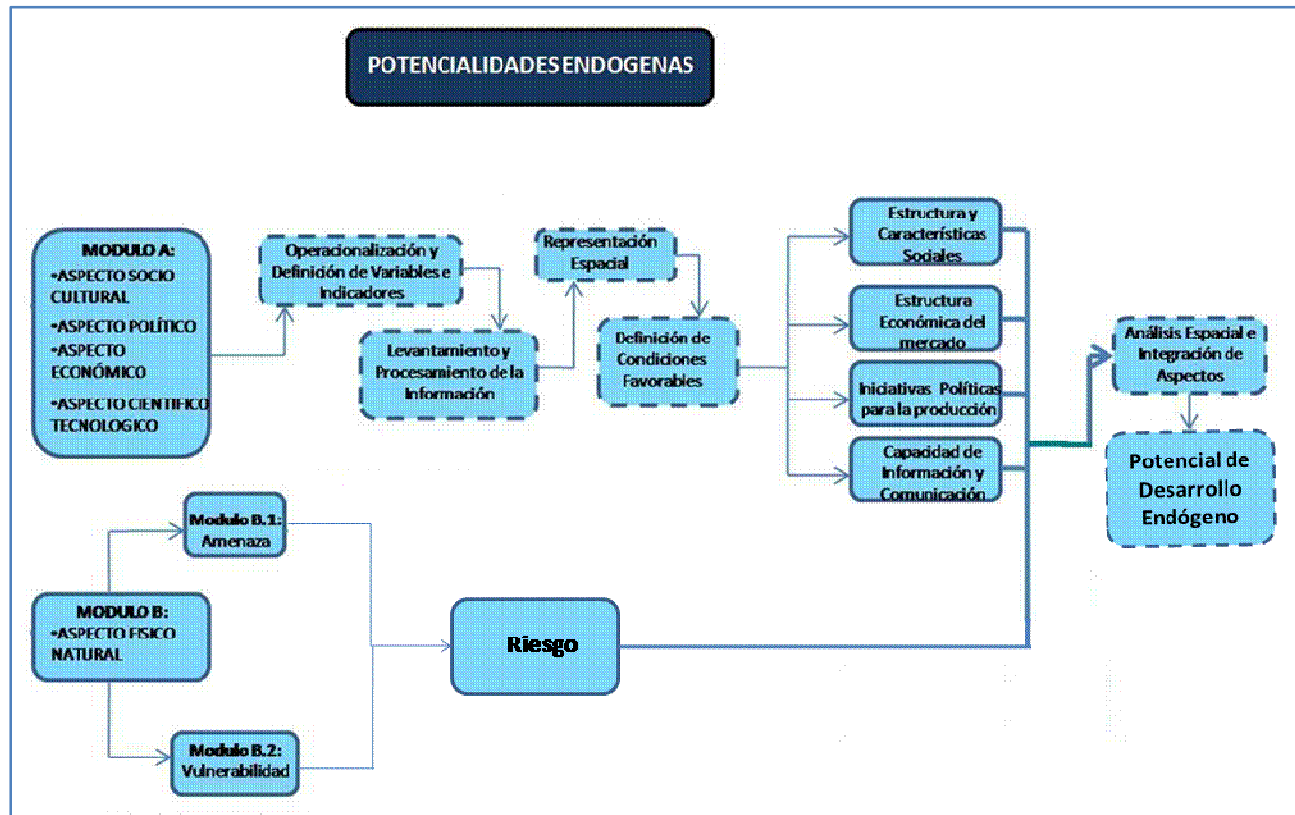 POTENCIALIDADES ENDOGENAS
MODULO A:
•ASPECTO SOCIO
CULTURAL
•ASPECTO POLÍTICO
•ASPECTO
ECONÓMICO
•ASPECTO CIENTIFICO
TECNOLOGICO
Operacionalización y
Definición de Variables e
Indicadores
Levantamiento y
Procesamiento de la
Información
Representación
Espacial
Definición de
Condiciones
Favorables
Estructura y
Características
Sociales
Estructura
Económica del
mercado
Iniciativas Políticas
para la producción
Capacidad de
Información y
Comunicación
Análisis Espacial e
Integración de
Aspectos
Potencial de
Desarrollo
Endógeno
Modulo B.1:
Amenaza
MODULO B:
•ASPECTO FISICO
NATURAL
Modulo B.2:
Vulnerabilidad
Riesgo